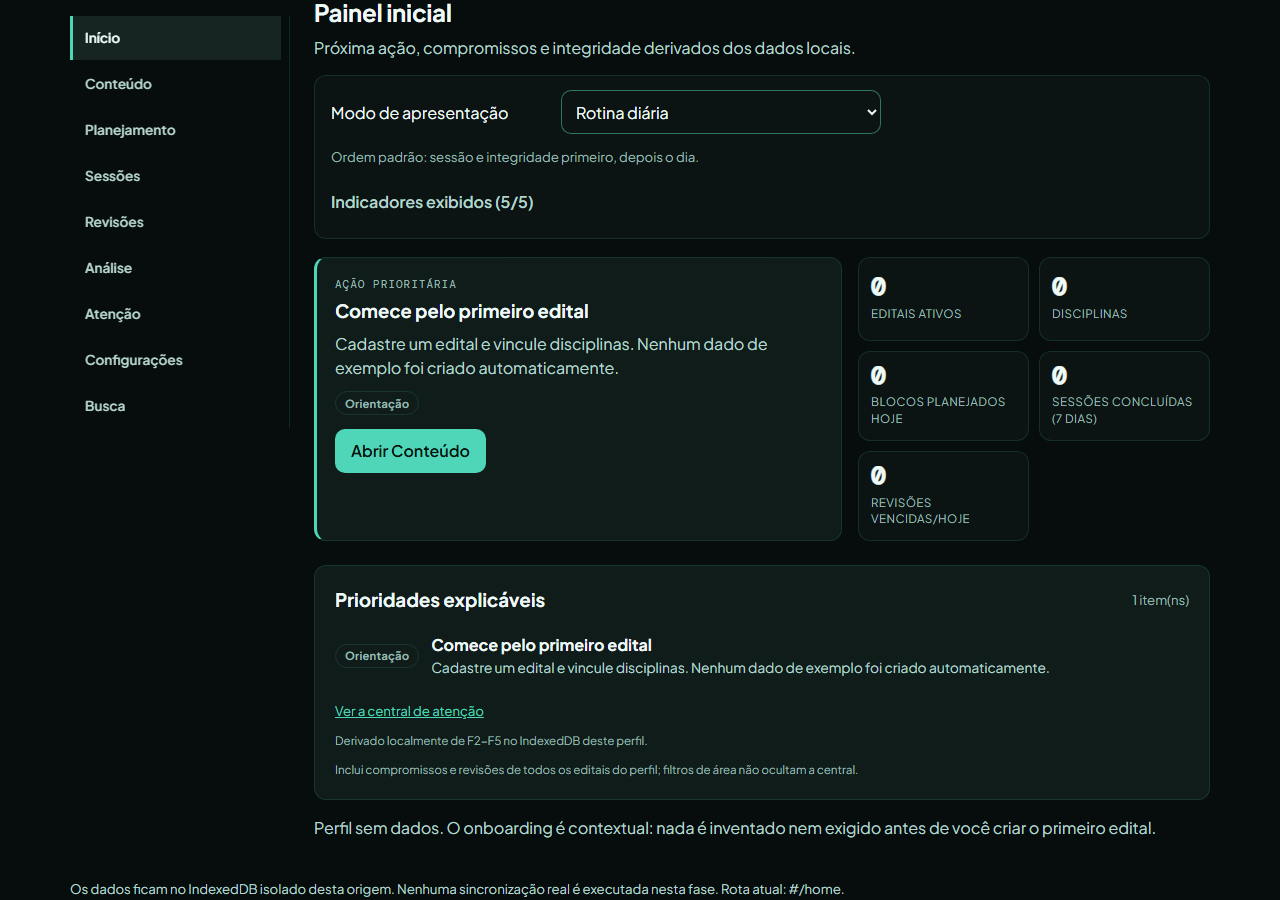 Início
Conteúdo
Planejamento
Sessões
Revisões
Análise
Atenção
Configurações
Busca
Painel inicial
Próxima ação, compromissos e integridade derivados dos dados locais.
Modo de apresentação
Rotina diária
Ordem padrão: sessão e integridade primeiro, depois o dia.
Indicadores exibidos (5/5)
AÇÃO PRIORITÁRIA
Comece pelo primeiro edital
Cadastre um edital e vincule disciplinas. Nenhum dado de
exemplo foi criado automaticamente.
Orientação
Abrir Conteúdo
0
EDITAIS ATIVOS
0
DISCIPLINAS
0
BLOCOS PLANEJADOS
HOJE
0
SESSÕES CONCLUÍDAS
(7 DIAS)
0
REVISÕES
VENCIDAS/HOJE
Prioridades explicáveis
1 item(ns)
Orientação
Comece pelo primeiro edital
Cadastre um edital e vincule disciplinas. Nenhum dado de exemplo foi criado automaticamente.
Ver a central de atenção
Derivado localmente de F2–F5 no IndexedDB deste perfil.
Inclui compromissos e revisões de todos os editais do perfil; filtros de área não ocultam a central.
Perfil sem dados. O onboarding é contextual: nada é inventado nem exigido antes de você criar o primeiro edital.
Os dados ficam no IndexedDB isolado desta origem. Nenhuma sincronização real é executada nesta fase. Rota atual: #/home.